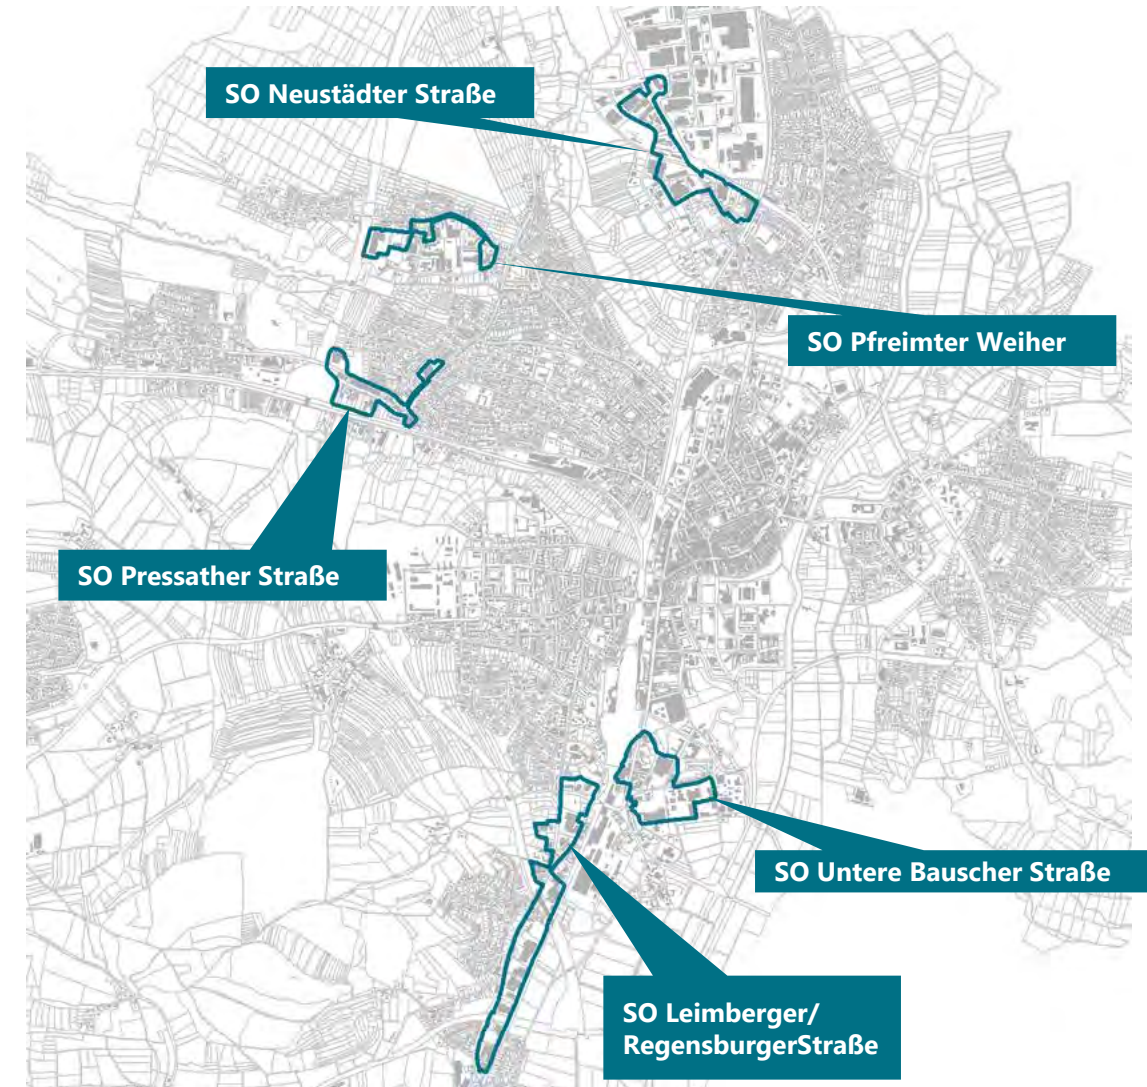 SO Neustädter Straße
SO Pfreimter Weiher
SO Pressather Straße
SO Untere Bauscher Straße
SO Leimberger/
RegensburgerStraße